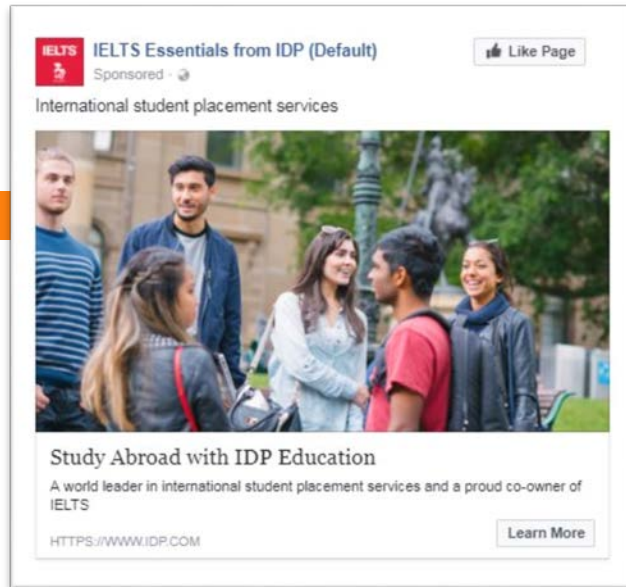 IELTS
IELTS Essentials from IDP (Default)
Like Page
Sponsored ·
International student placement services
Study Abroad with IDP Education
A world leader in international student placement services and a proud co-owner of
IELTS
HTTPS://WWW.IDP.COM
Learn More